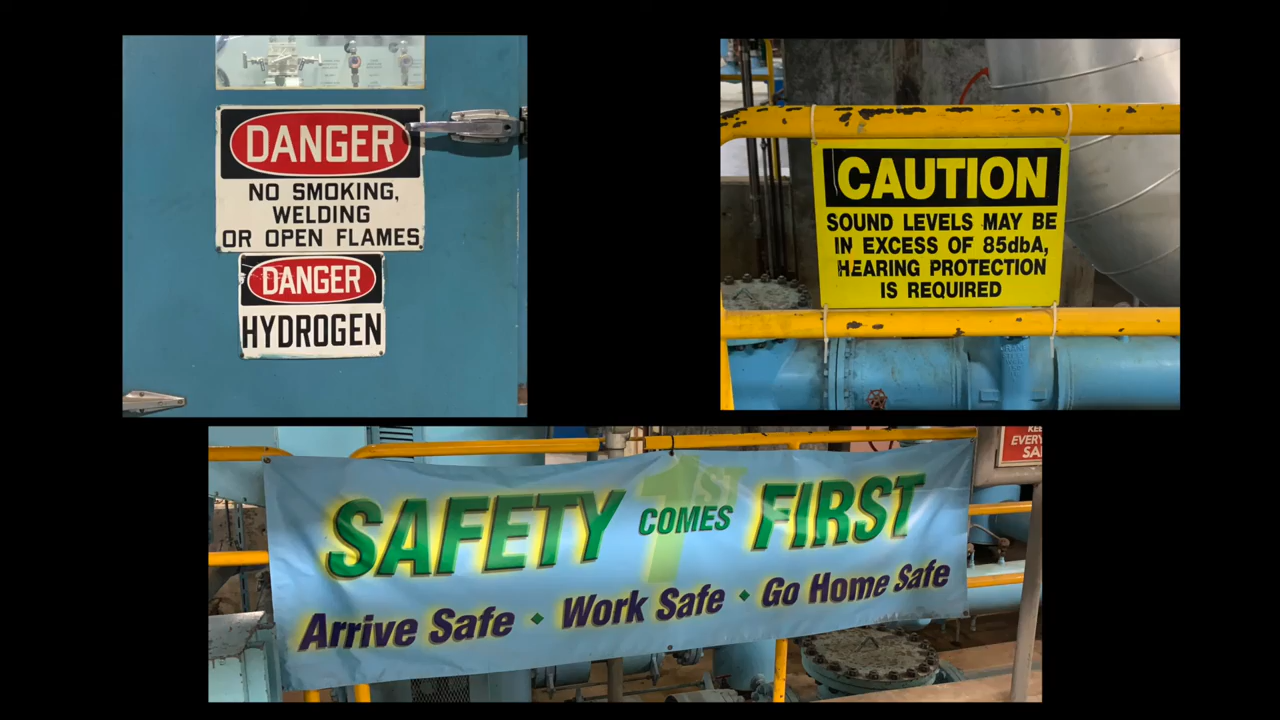 DANGER
NO SMOKING,
WELDING
OR OPEN FLAMES
DANGER
HYDROGEN
CAUTION
SOUND LEVELS MAY BE
IN EXCESS OF 85dbA,
HEARING PROTECTION
IS REQUIRED
1ST
SAFETY COMES FIRST
Arrive Safe • Work Safe • Go Home Safe